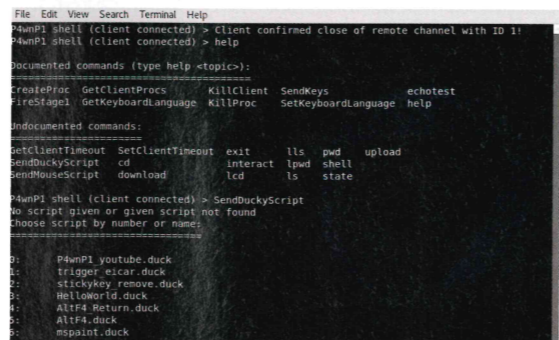 File Edit View Search Terminal Help
P4wnP1 shell (client connected) > Client confirmed close of remote channel with ID 1!
P4wnP1 shell (client connected) > help
Documented commands (type help <topic>):
========================================
CreateProc GetClientProcs KillClient SendKeys echotest
FireStage1 GetKeyboardLanguage KillProc SetKeyboardLanguage help
Undocumented commands:
======================
GetClientTimeout SetClientTimeout exit lls pwd upload
SendDuckyScript cd interact lpwd shell
SendMouseScript download lcd ls state
P4wnP1 shell (client connected) > SendDuckyScript
No script given or given script not found
Choose script by number or name:
================================
0: P4wnP1_youtube.duck
1: trigger_eicar.duck
2: stickykey_remove.duck
3: HelloWorld.duck
4: AltF4_Return.duck
5: AltF4.duck
6: mspaint.duck